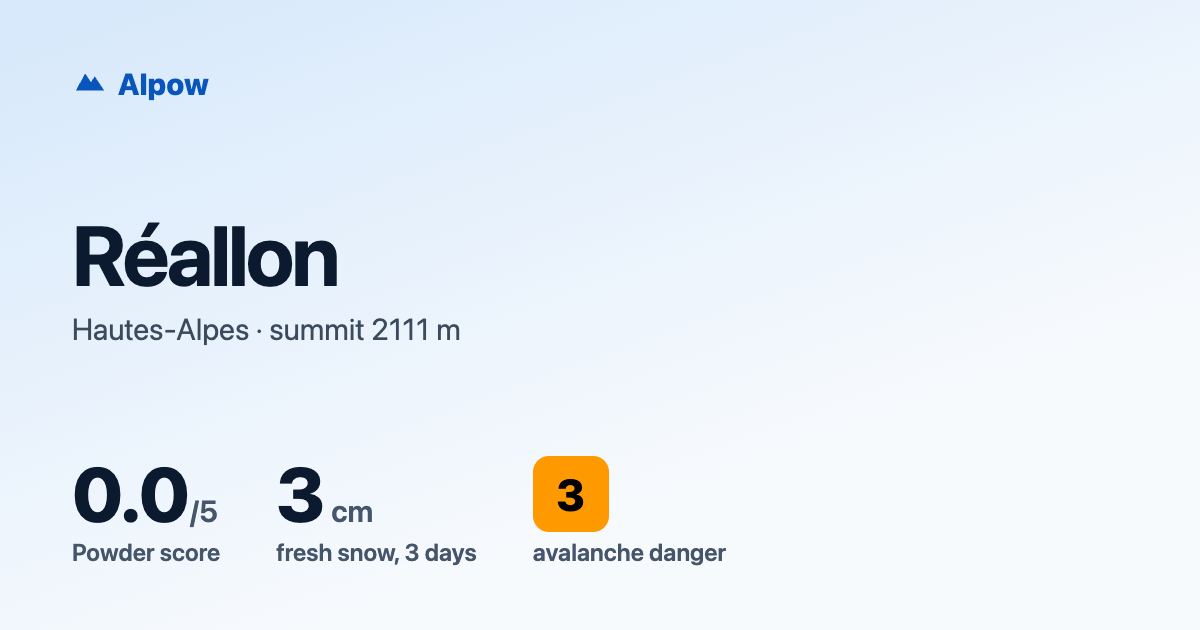 Alpow
Réallon
Hautes-Alpes · summit 2111 m
0.0/5
Powder score
3 cm
fresh snow, 3 days
3
avalanche danger